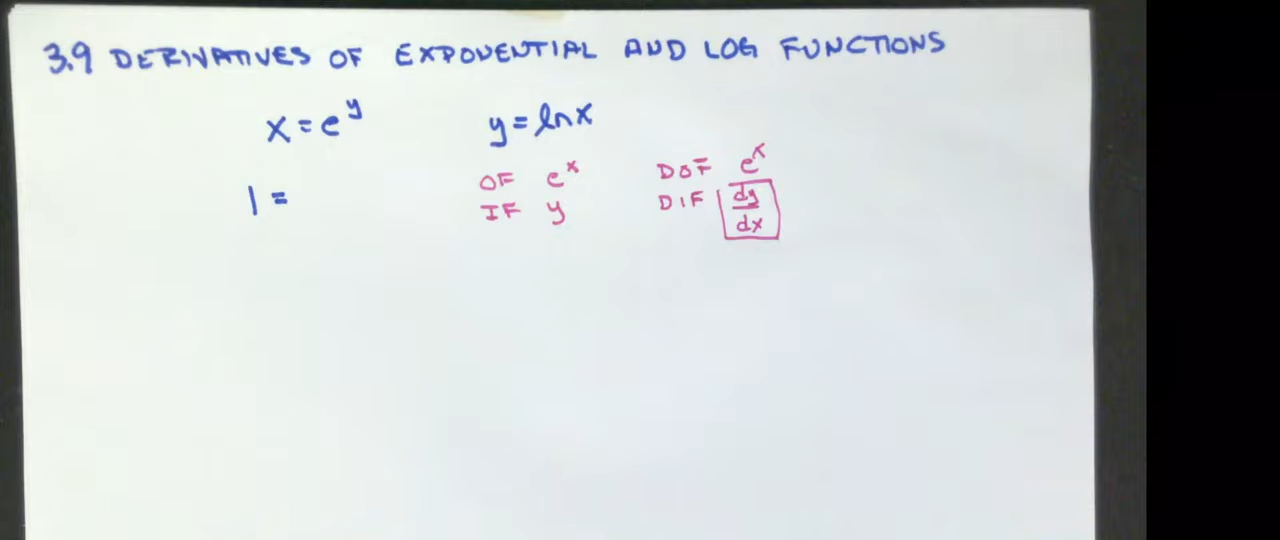 3.9 DERIVATIVES OF EXPONENTIAL AND LOG FUNCTIONS
x = e^y y = ln x
OF e^x DOF e^x
1 = IF y DIF dy/dx